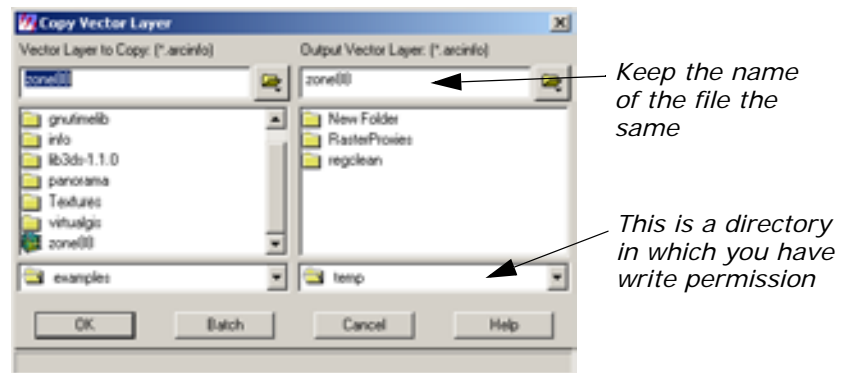 Copy Vector Layer
Vector Layer to Copy: (*.arcinfo)
Output Vector Layer: (*.arcinfo)
zone88
zone88
gnutimelib
info
lib3ds-1.1.0
panorama
Textures
virtualgis
zone88
New Folder
RasterProxies
regclean
examples
temp
OK
Batch
Cancel
Help
Keep the name
of the file the
same
This is a directory
in which you have
write permission